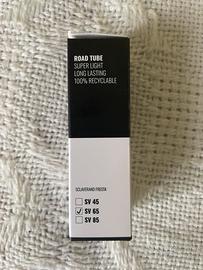 ROAD TUBE
SUPER LIGHT
LONG LASTING
100% RECYCLABLE
SCLAVERAND PRESTA
SV 45
SV 65
SV 85